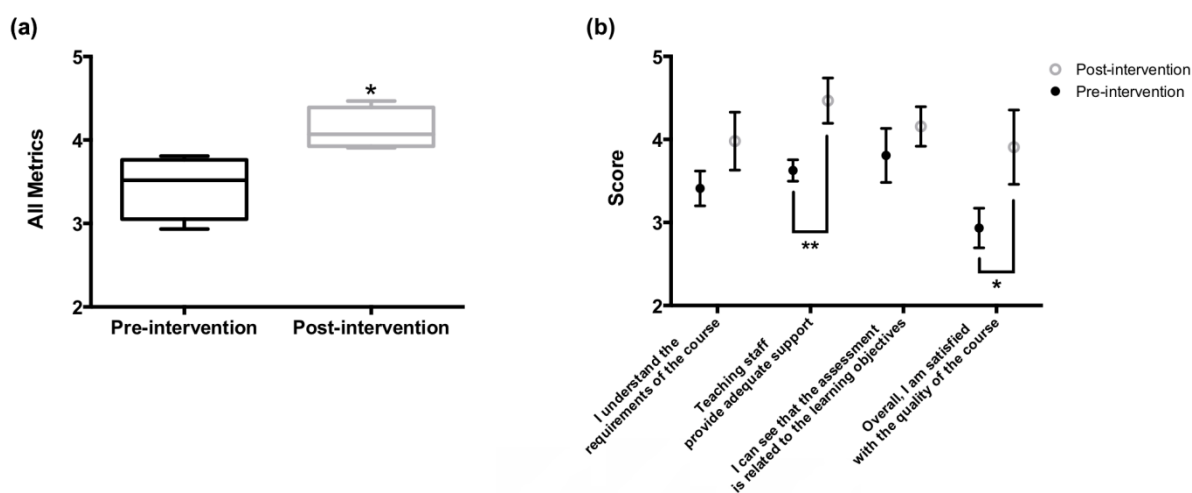 (a)
5
4
3
2
All Metrics
*
Pre-intervention
Post-intervention
(b)
5
4
3
2
Score
**
*
Post-intervention
Pre-intervention
I understand the
requirements of the course
Teaching staff
provide adequate support
I can see that the assessment
is related to the learning objectives
Overall, I am satisfied
with the quality of the course